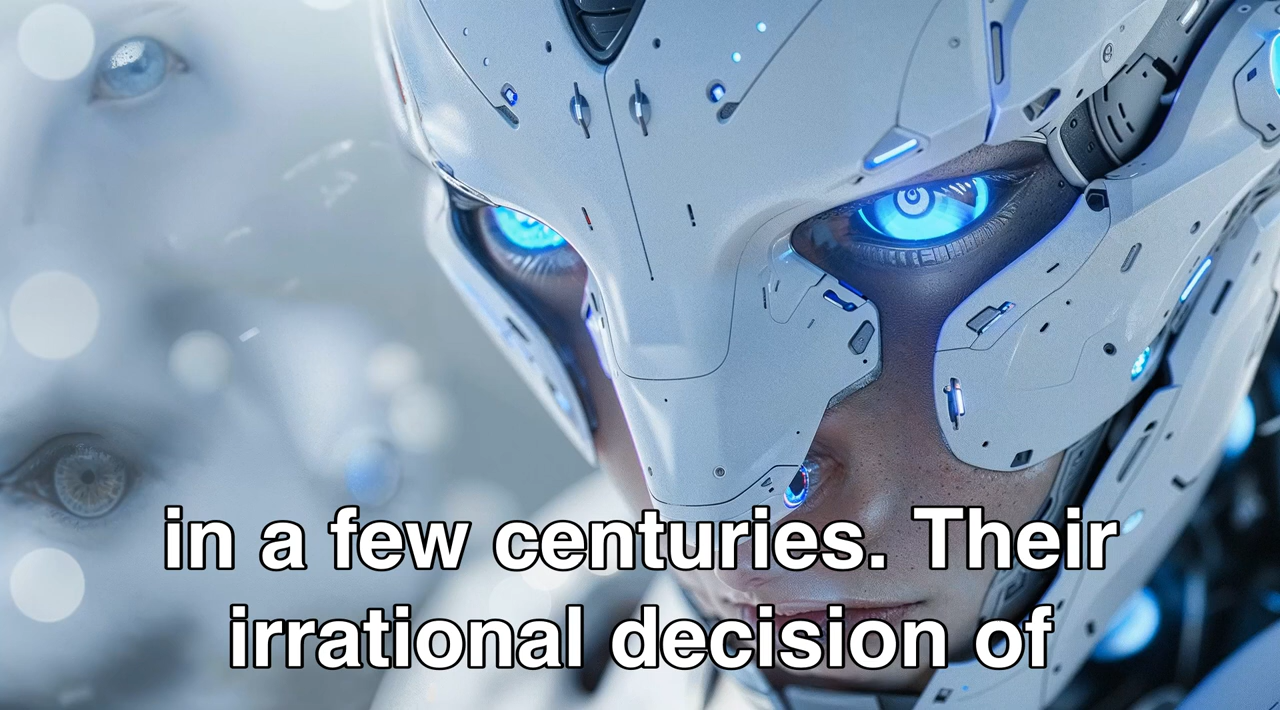 in a few centuries. Their
irrational decision of